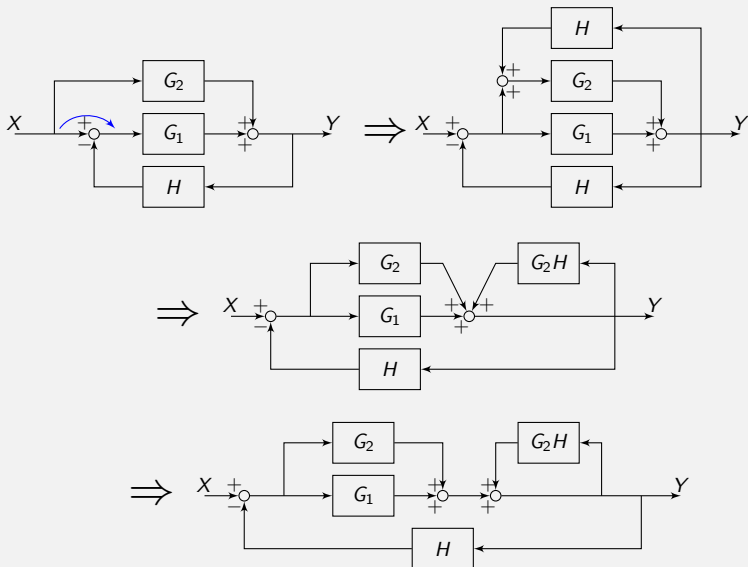 H
G₂
G₂
X + + Y ⇒ X + + Y
− G₁ + − G₁ +
H H
G₂ G₂H
⇒ X + + + Y
− G₁ +
H
G₂ G₂H
⇒ X + + + Y
− G₁ + +
H